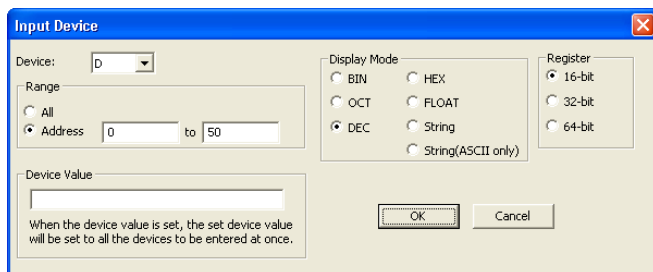 Input Device
Device: D
Range
All
Address 0 to 50
Display Mode
BIN HEX
OCT FLOAT
DEC String
String(ASCII only)
Register
16-bit
32-bit
64-bit
Device Value
When the device value is set, the set device value
will be set to all the devices to be entered at once.
OK Cancel